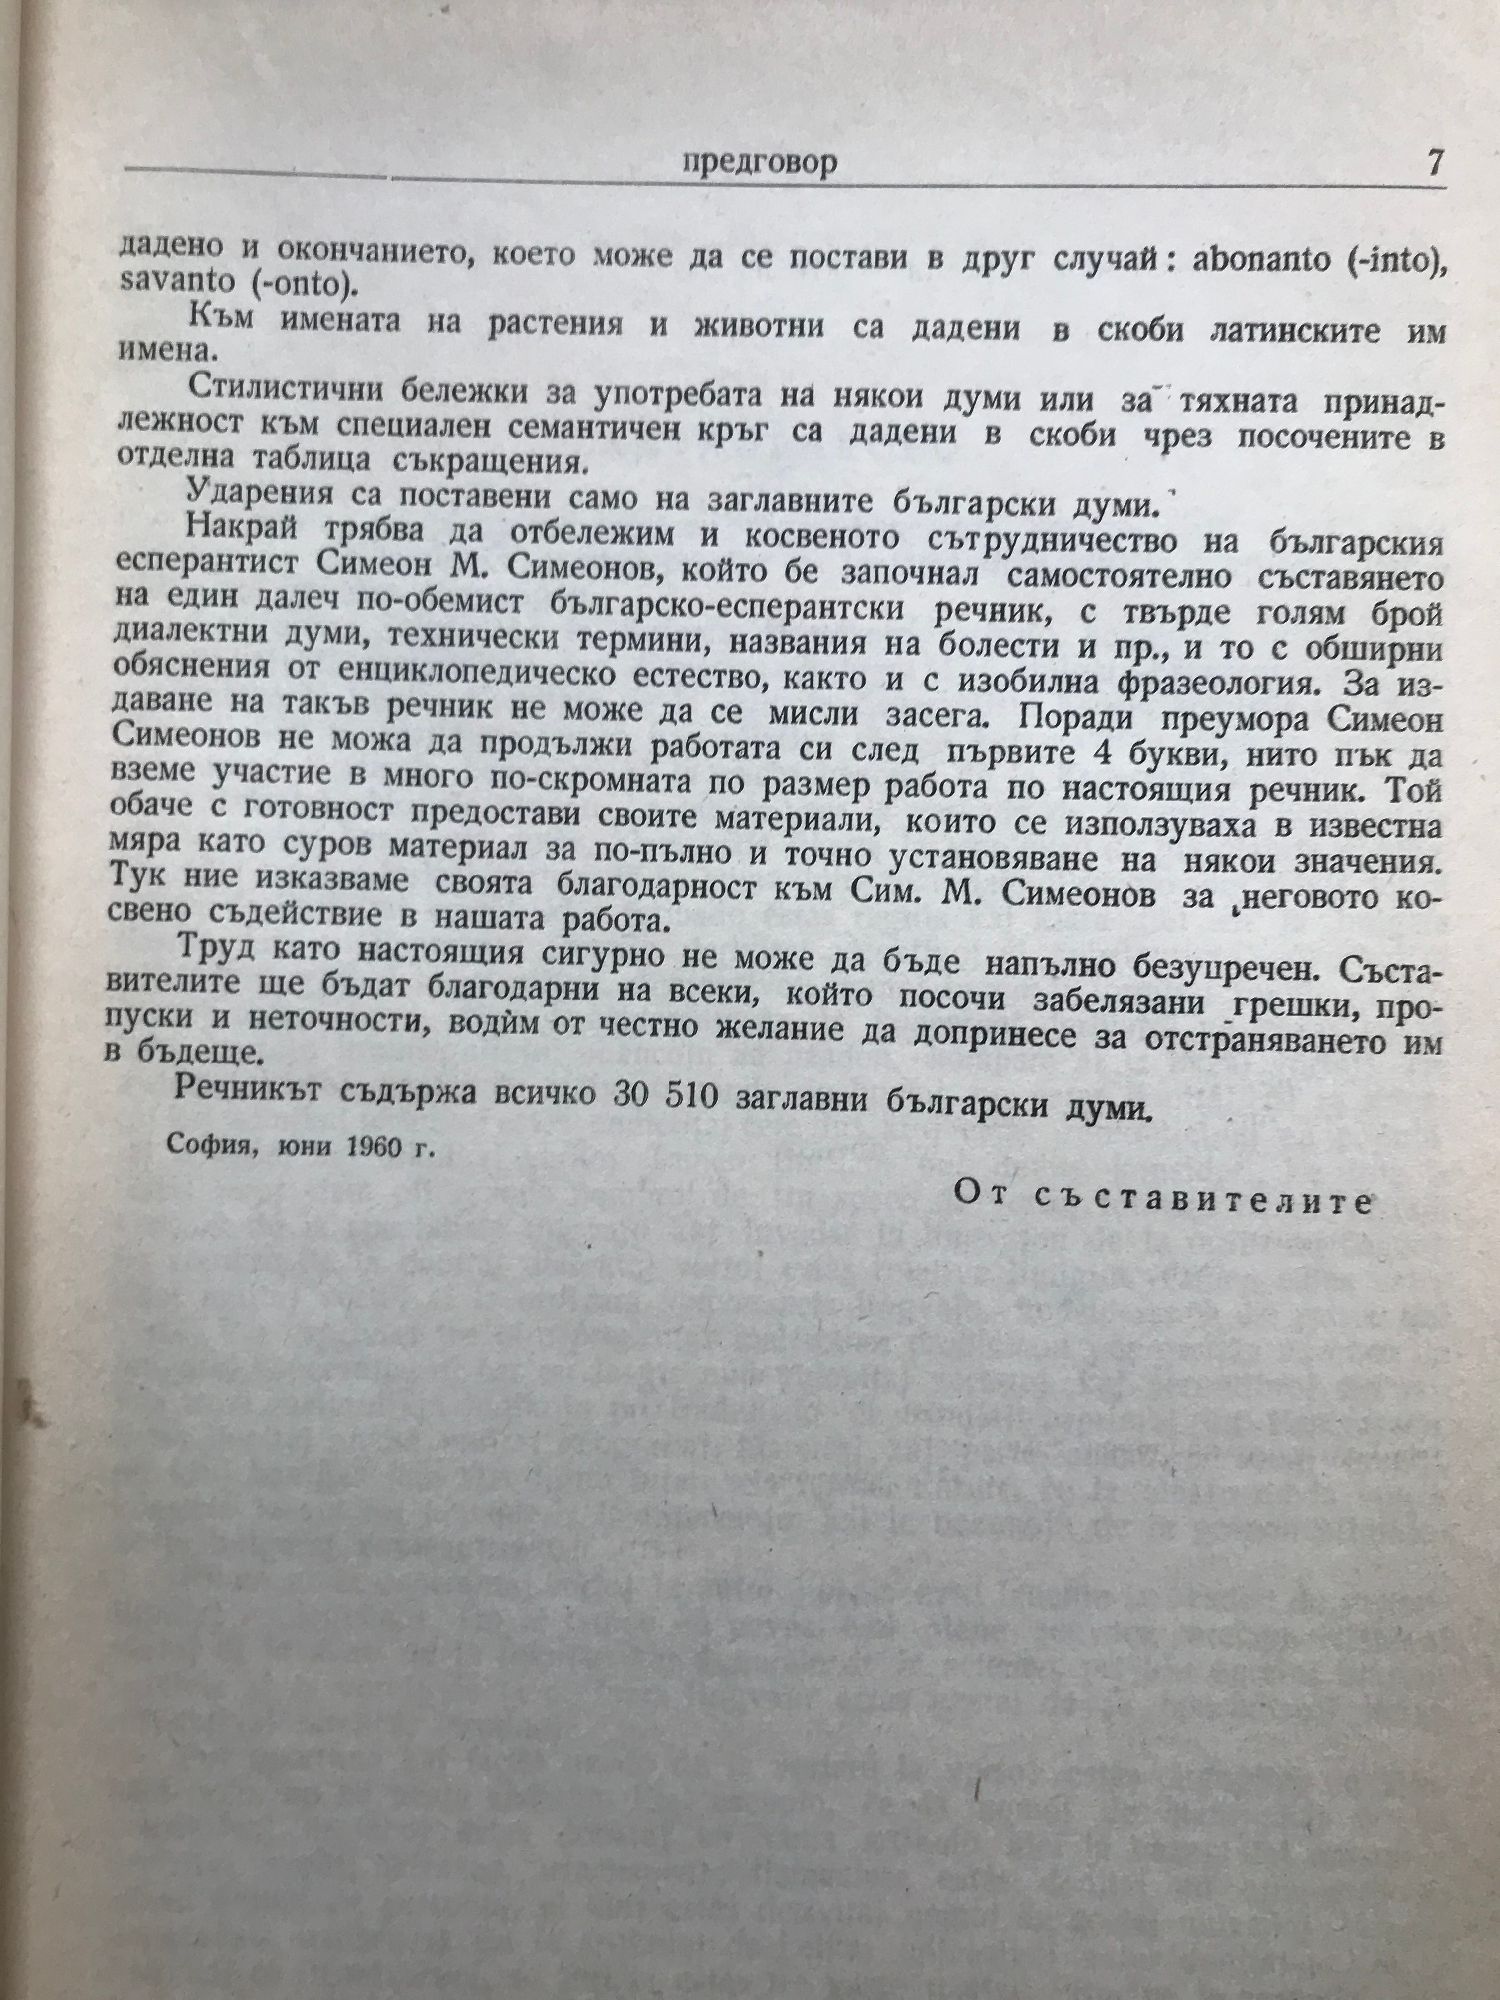 предговор 7
дадено и окончанието, което може да се постави в друг случай : abonanto (-into),
savanto (-onto).
Към имената на растения и животни са дадени в скоби латинските им
имена.
Стилистични бележки за употребата на някои думи или за тяхната принад-
лежност към специален семантичен кръг са дадени в скоби чрез посочените в
отделна таблица съкращения.
Ударения са поставени само на заглавните български думи.
Накрай трябва да отбележим и косвеното сътрудничество на българския
есперантист Симеон М. Симеонов, който бе започнал самостоятелно съставянето
на един далеч по-обемист българско-есперантски речник, с твърде голям брой
диалектни думи, технически термини, названия на болести и пр., и то с обширни
обяснения от енциклопедическо естество, както и с изобилна фразеология. За из-
даване на такъв речник не може да се мисли засега. Поради преумора Симеон
Симеонов не можа да продължи работата си след първите 4 букви, нито пък да
вземе участие в много по-скромната по размер работа по настоящия речник. Той
обаче с готовност предостави своите материали, които се използуваха в известна
мяра като суров материал за по-пълно и точно установяване на някои значения.
Тук ние изказваме своята благодарност към Сим. М. Симеонов за неговото ко-
свено съдействие в нашата работа.
Труд като настоящия сигурно не може да бъде напълно безупречен. Съста-
вителите ще бъдат благодарни на всеки, който посочи забелязани грешки, про-
пуски и неточности, водѝм от честно желание да допринесе за отстраняването им
в бъдеще.
Речникът съдържа всичко 30 510 заглавни български думи.
София, юни 1960 г.
От съставителите